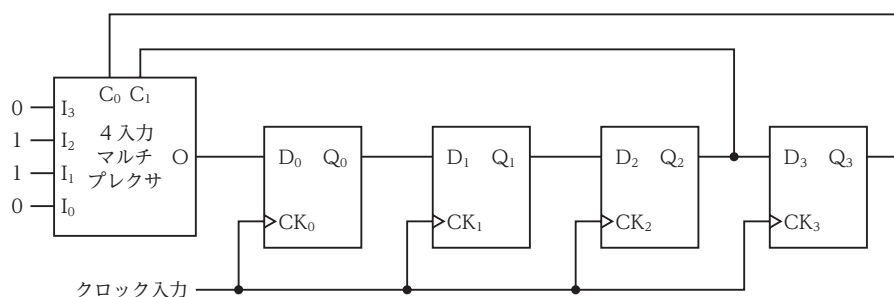 C₀ C₁
0 I₃
1 I₂
1 I₁
0 I₀
4入力
マルチ
プレクサ
O
D₀ Q₀
CK₀
D₁ Q₁
CK₁
D₂ Q₂
CK₂
D₃ Q₃
CK₃
クロック入力